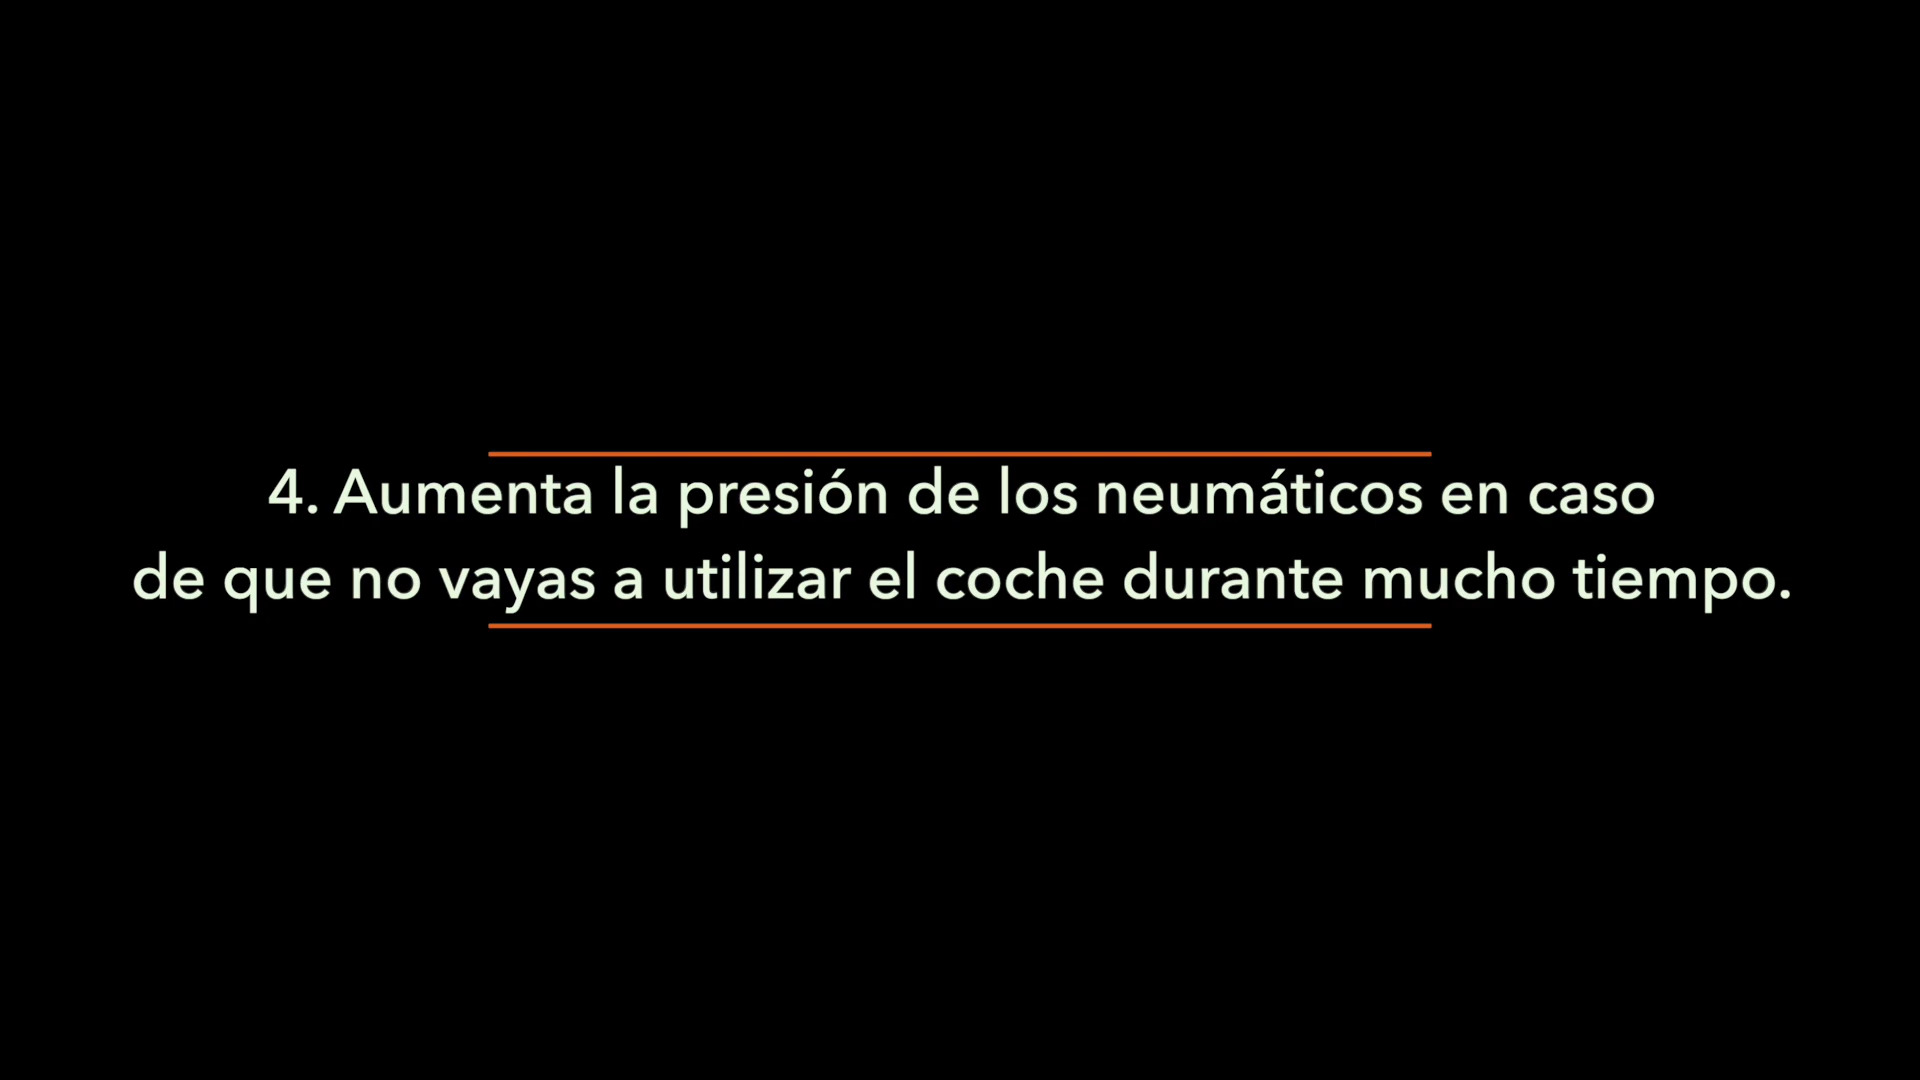 4. Aumenta la presión de los neumáticos en caso
de que no vayas a utilizar el coche durante mucho tiempo.